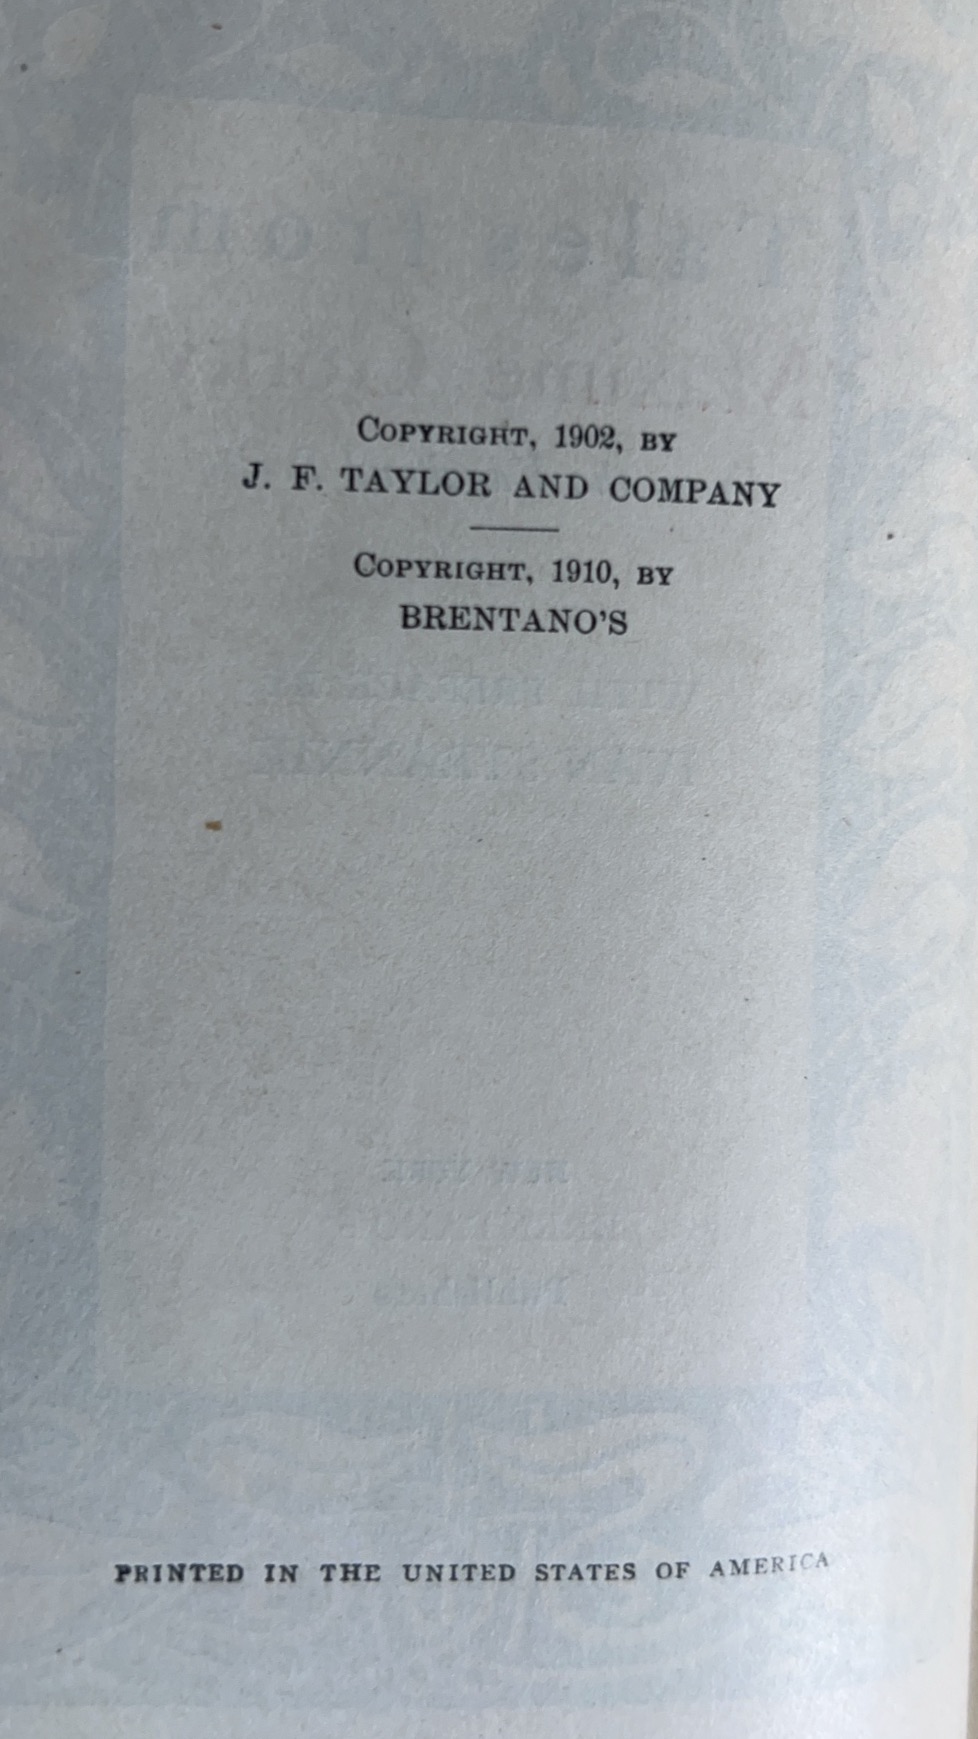 COPYRIGHT, 1902, BY
J. F. TAYLOR AND COMPANY
COPYRIGHT, 1910, BY
BRENTANO'S
PRINTED IN THE UNITED STATES OF AMERICA